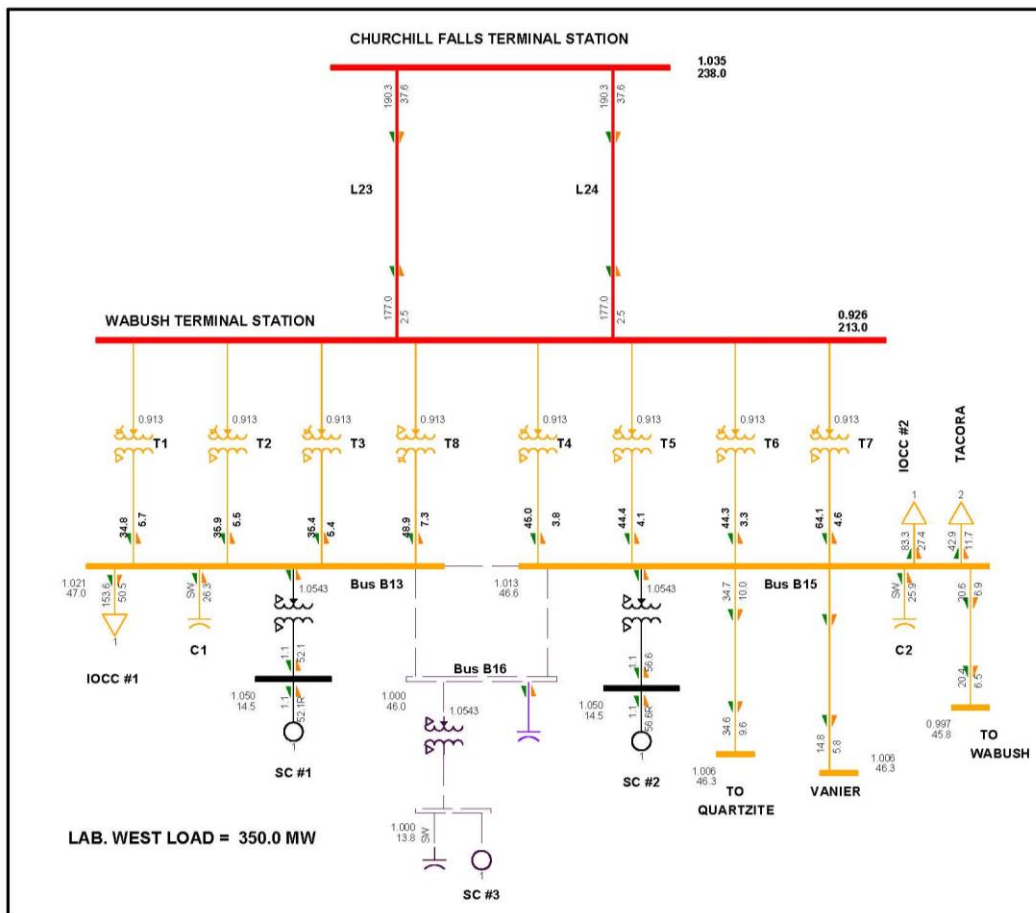 CHURCHILL FALLS TERMINAL STATION
1.035
238.0
190.3
37.6
190.3
37.6
L23
L24
177.0
2.5
177.0
2.5
WABUSH TERMINAL STATION
0.926
213.0
0.913
0.913
0.913
0.913
0.913
0.913
0.913
0.913
T1
T2
T3
T8
T4
T5
T6
T7
IOCC #2
TACORA
1
2
34.8
5.7
35.9
5.5
35.4
5.4
48.9
7.3
45.0
3.8
44.4
4.1
44.3
3.3
64.1
4.6
83.3
27.4
42.9
11.7
1.021
47.0
Bus B13
1.013
46.6
Bus B15
153.6
50.5
SW
26.3
1.0543
1.0543
34.7
10.0
SW
25.9
20.6
6.9
1
C1
C2
IOCC #1
1.1
52.1
Bus B16
1.1
56.6
1.050
14.5
1.000
46.0
1.0543
1.050
14.5
20.4
6.5
0.997
45.8
1.1
52.1R
1.1
56.6R
1
1
34.6
9.6
14.8
5.8
TO
WABUSH
SC #1
SC #2
1.006
46.3
1.006
46.3
TO
QUARTZITE
VANIER
LAB. WEST LOAD = 350.0 MW
1.000
13.8
SW
1
SC #3